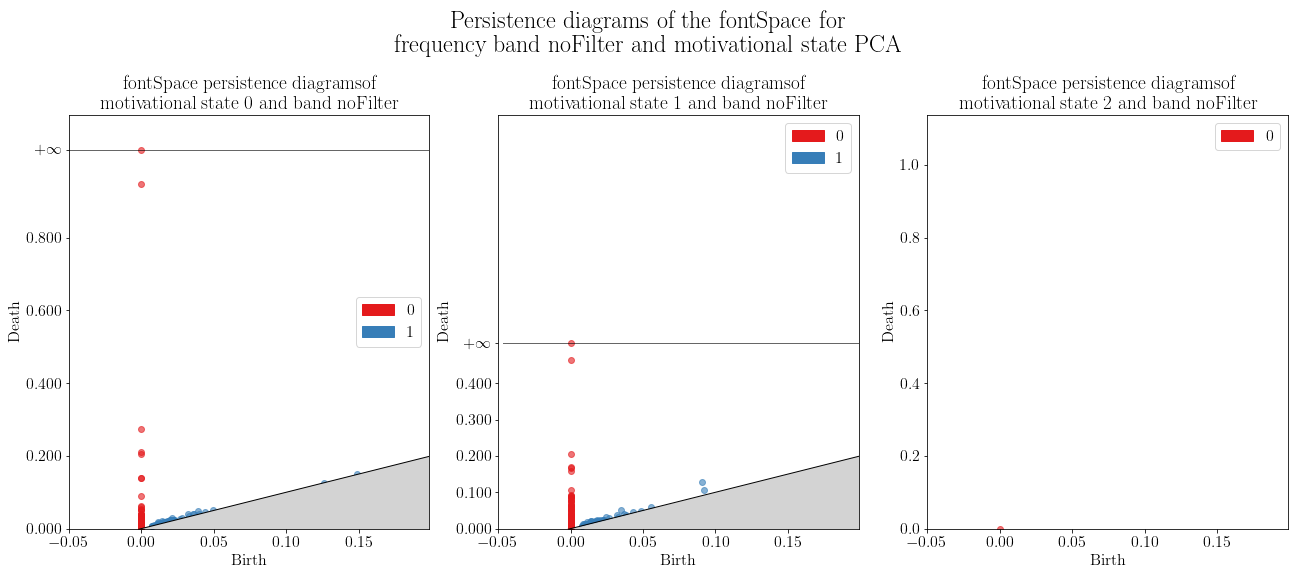 Persistence diagrams of the fontSpace for
frequency band noFilter and motivational state PCA
fontSpace persistence diagramsof
motivational state 0 and band noFilter
+∞
0.800
0.600
0.400
0.200
0.000
Death
−0.05
0.00
0.05
0.10
0.15
Birth
0
1
fontSpace persistence diagramsof
motivational state 1 and band noFilter
+∞
0.400
0.300
0.200
0.100
0.000
Death
−0.05
0.00
0.05
0.10
0.15
Birth
0
1
fontSpace persistence diagramsof
motivational state 2 and band noFilter
1.0
0.8
0.6
0.4
0.2
0.0
Death
−0.05
0.00
0.05
0.10
0.15
Birth
0